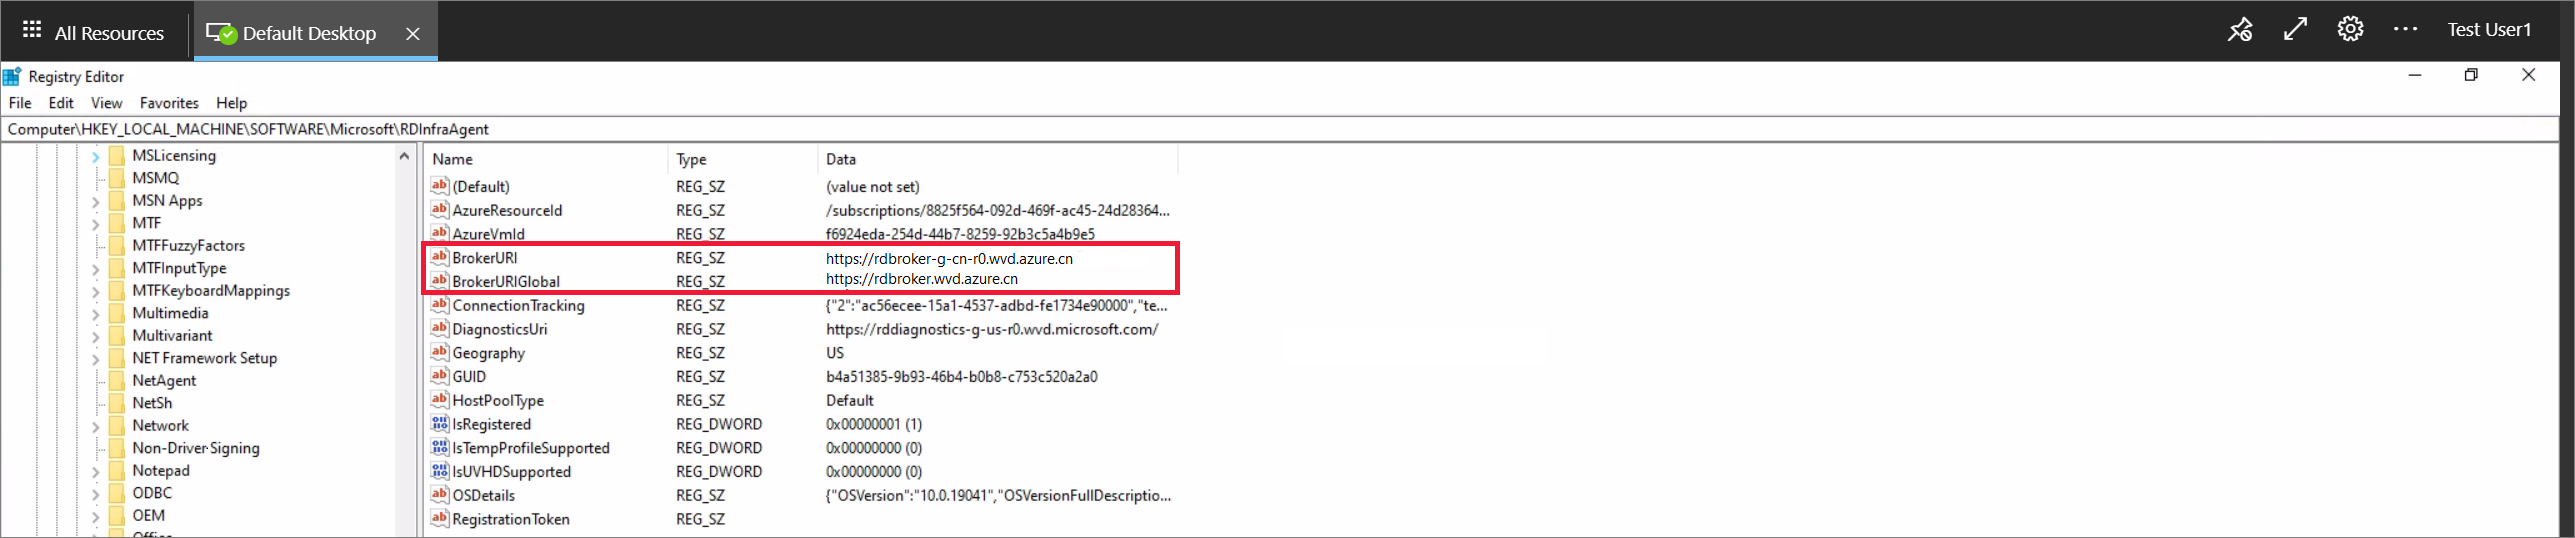 All Resources
Default Desktop
Test User1
Registry Editor
File Edit View Favorites Help
Computer\HKEY_LOCAL_MACHINE\SOFTWARE\Microsoft\RDInfraAgent
MSLicensing
MSMQ
MSN Apps
MTF
MTFFuzzyFactors
MTFInputType
MTFKeyboardMappings
Multimedia
Multivariant
NET Framework Setup
NetAgent
NetSh
Network
Non-Driver Signing
Notepad
ODBC
OEM
Office
Name Type Data
(Default) REG_SZ (value not set)
AzureResourceId REG_SZ /subscriptions/8825f564-092d-469f-ac45-24d28364...
AzureVmId REG_SZ f6924eda-254d-44b7-8259-92b3c5a4b9e5
BrokerURI REG_SZ https://rdbroker-g-cn-r0.wvd.azure.cn
BrokerURIGlobal REG_SZ https://rdbroker.wvd.azure.cn
ConnectionTracking REG_SZ {"2":"ac56ecee-15a1-4537-adbd-fe1734e90000","te...
DiagnosticsUri REG_SZ https://rddiagnostics-g-us-r0.wvd.microsoft.com/
Geography REG_SZ US
GUID REG_SZ b4a51385-9b93-46b4-b0b8-c753c520a2a0
HostPoolType REG_SZ Default
IsRegistered REG_DWORD 0x00000001 (1)
IsTempProfileSupported REG_DWORD 0x00000000 (0)
IsUVHDSupported REG_DWORD 0x00000000 (0)
OSDetails REG_SZ {"OSVersion":"10.0.19041","OSVersionFullDescriptio...
RegistrationToken REG_SZ